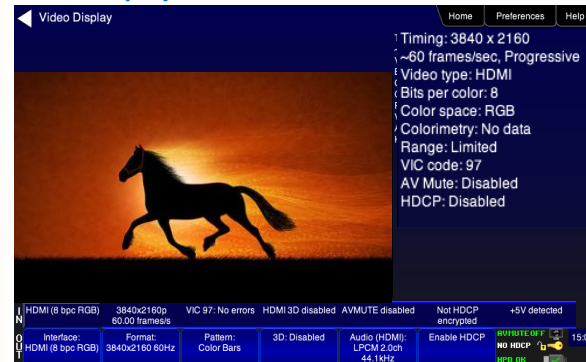 Video Display
Home
Preferences
Help
Timing: 3840 x 2160
~60 frames/sec, Progressive
Video type: HDMI
Bits per color: 8
Color space: RGB
Colorimetry: No data
Range: Limited
VIC code: 97
AV Mute: Disabled
HDCP: Disabled
IN
HDMI (8 bpc RGB)
3840x2160p
60.00 frames/s
VIC 97: No errors
HDMI 3D disabled
AVMUTE disabled
Not HDCP
encrypted
+5V detected
OUT
Interface:
HDMI (8 bpc RGB)
Format:
3840x2160 60Hz
Pattern:
Color Bars
3D: Disabled
Audio (HDMI):
LPCM 2.0ch
44.1kHz
Enable HDCP
AVMUTEOFF
NO HDCP
HPD OK